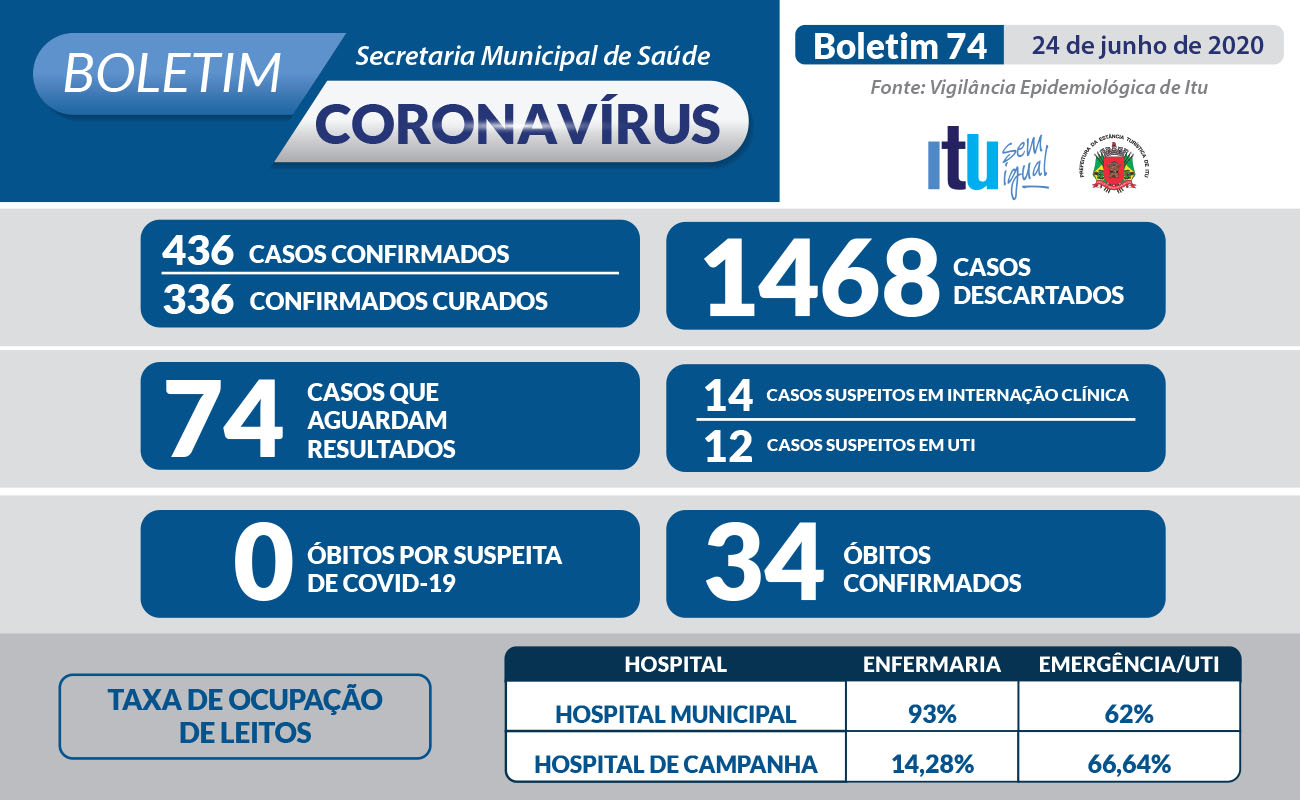 BOLETIM
Secretaria Municipal de Saúde
CORONAVÍRUS
Boletim 74
24 de junho de 2020
Fonte: Vigilância Epidemiológica de Itu
itu sem igual
PREFEITURA DA ESTÂNCIA TURÍSTICA DE ITU
436 CASOS CONFIRMADOS
336 CONFIRMADOS CURADOS
1468 CASOS
DESCARTADOS
74 CASOS QUE
AGUARDAM
RESULTADOS
14 CASOS SUSPEITOS EM INTERNAÇÃO CLÍNICA
12 CASOS SUSPEITOS EM UTI
0 ÓBITOS POR SUSPEITA
DE COVID-19
34 ÓBITOS
CONFIRMADOS
TAXA DE OCUPAÇÃO
DE LEITOS
HOSPITAL ENFERMARIA EMERGÊNCIA/UTI
HOSPITAL MUNICIPAL 93% 62%
HOSPITAL DE CAMPANHA 14,28% 66,64%